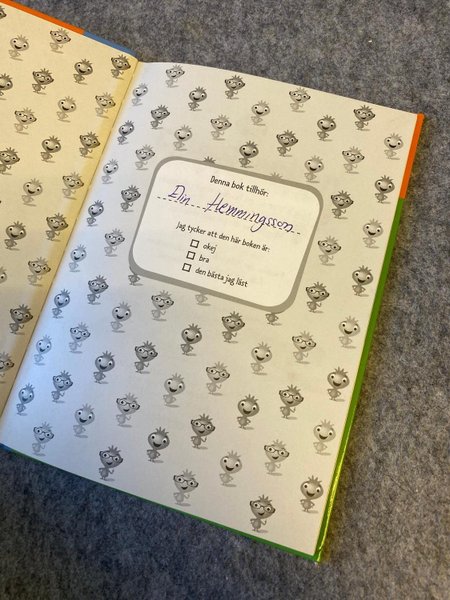 Denna bok tillhör:
Elin Hemmingsson
Jag tycker att den här boken är:
okej
bra
den bästa jag läst